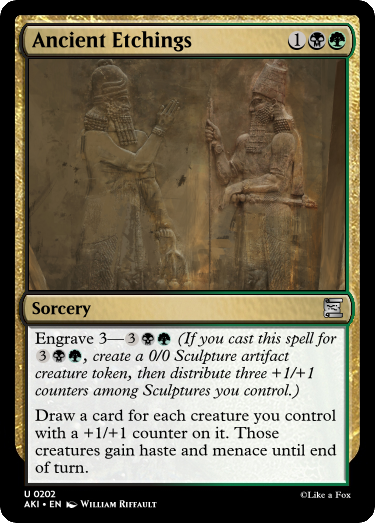 Ancient Etchings 1
Sorcery
Engrave 3—3 (If you cast this spell for
3, create a 0/0 Sculpture artifact
creature token, then distribute three +1/+1
counters among Sculptures you control.)
Draw a card for each creature you control
with a +1/+1 counter on it. Those
creatures gain haste and menace until end
of turn.
U 0202
AKI • EN William Riffault
©Like a Fox